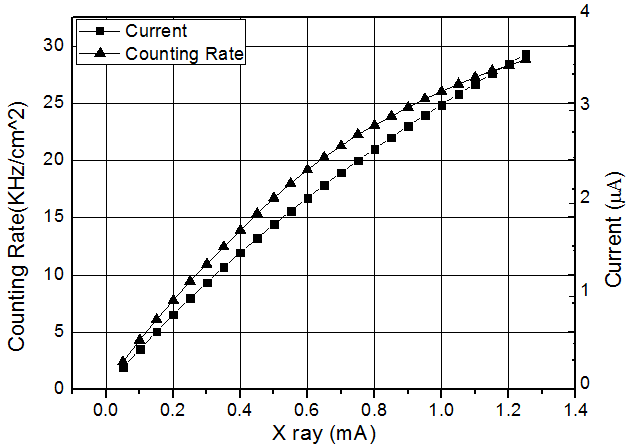 Current
Counting Rate
30
25
20
15
10
5
0
Counting Rate(KHz/cm^2)
4
3
2
1
0
Current (μA)
0.0 0.2 0.4 0.6 0.8 1.0 1.2 1.4
X ray (mA)